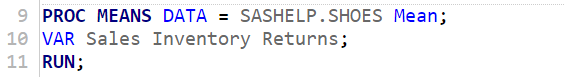 9 PROC MEANS DATA = SASHELP.SHOES Mean;
10 VAR Sales Inventory Returns;
11 RUN;